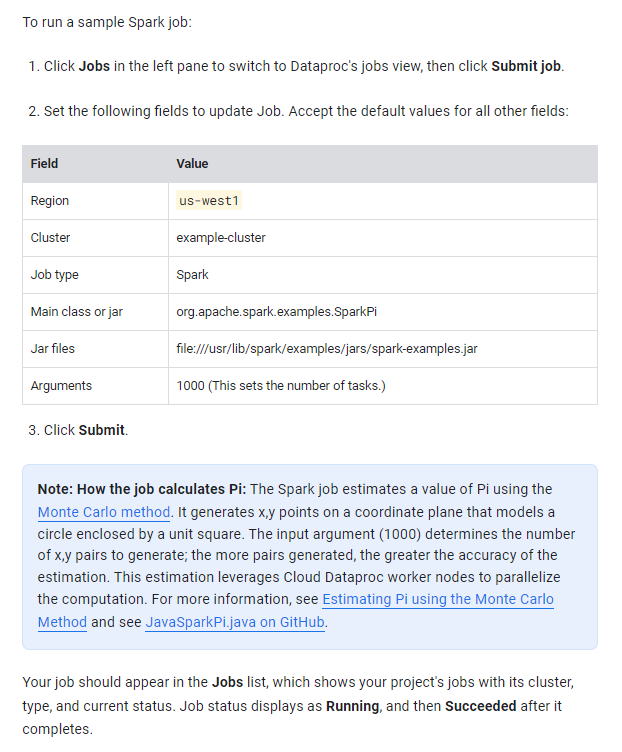 To run a sample Spark job:
1. Click Jobs in the left pane to switch to Dataproc's jobs view, then click Submit job.
2. Set the following fields to update Job. Accept the default values for all other fields:
Field Value
Region us-west1
Cluster example-cluster
Job type Spark
Main class or jar org.apache.spark.examples.SparkPi
Jar files file:///usr/lib/spark/examples/jars/spark-examples.jar
Arguments 1000 (This sets the number of tasks.)
3. Click Submit.
Note: How the job calculates Pi: The Spark job estimates a value of Pi using the
Monte Carlo method. It generates x,y points on a coordinate plane that models a
circle enclosed by a unit square. The input argument (1000) determines the number
of x,y pairs to generate; the more pairs generated, the greater the accuracy of the
estimation. This estimation leverages Cloud Dataproc worker nodes to parallelize
the computation. For more information, see Estimating Pi using the Monte Carlo
Method and see JavaSparkPi.java on GitHub.
Your job should appear in the Jobs list, which shows your project's jobs with its cluster,
type, and current status. Job status displays as Running, and then Succeeded after it
completes.